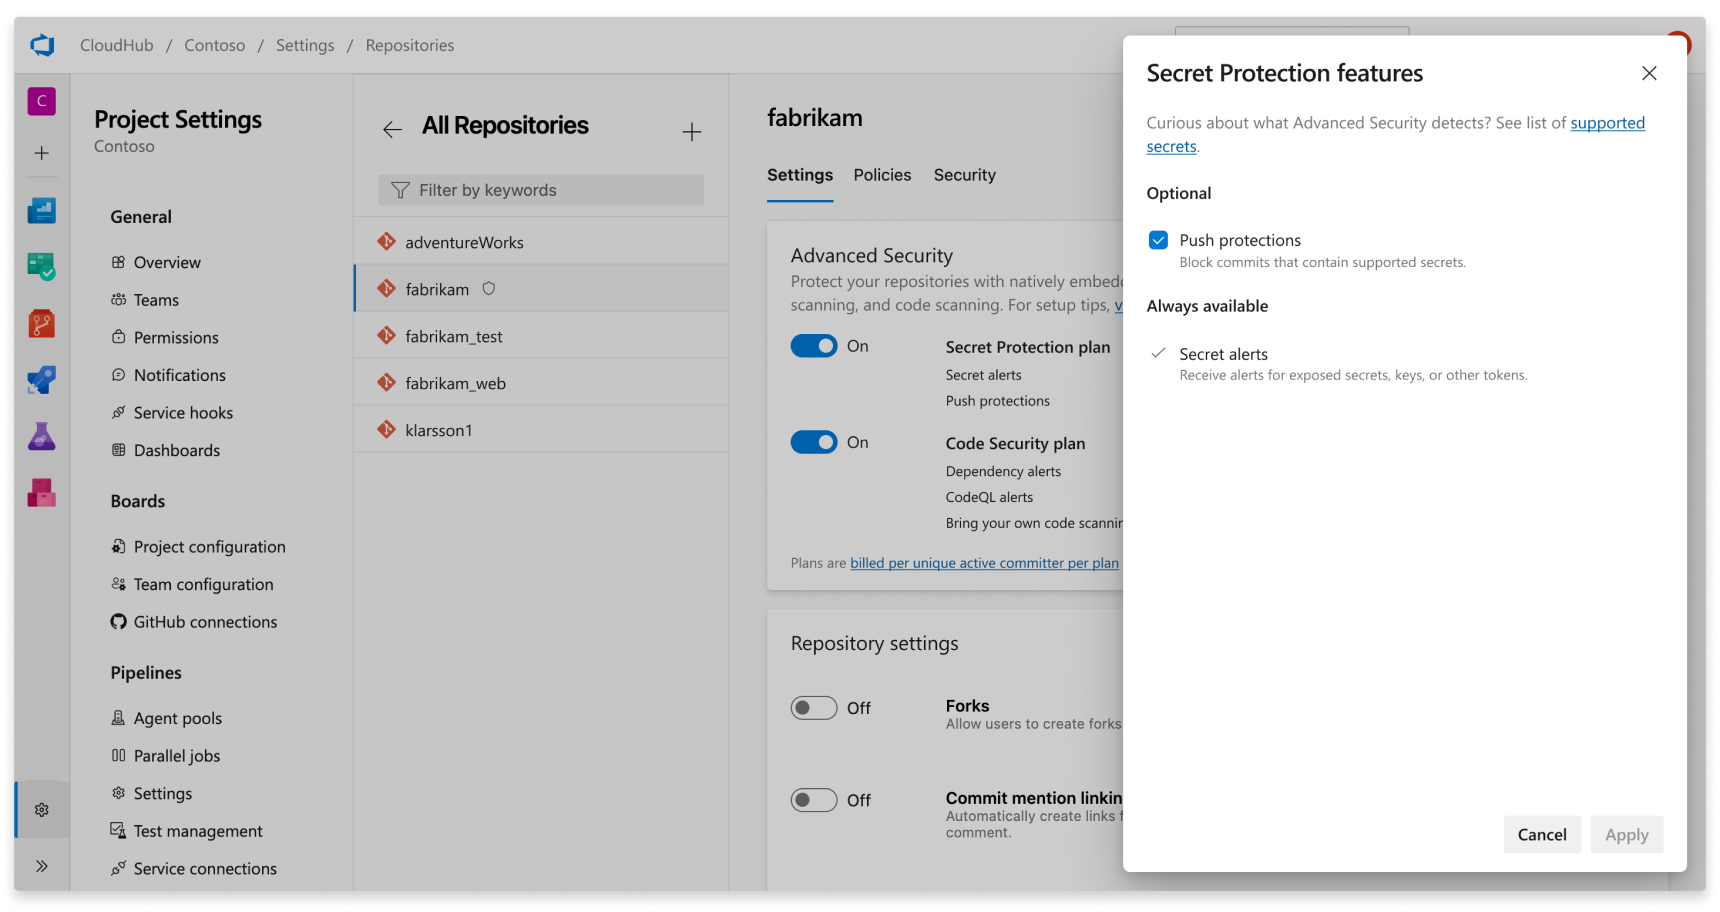 CloudHub / Contoso / Settings / Repositories
C
Project Settings
Contoso
General
Overview
Teams
Permissions
Notifications
Service hooks
Dashboards
Boards
Project configuration
Team configuration
GitHub connections
Pipelines
Agent pools
Parallel jobs
Settings
Test management
Service connections
All Repositories
Filter by keywords
adventureWorks
fabrikam
fabrikam_test
fabrikam_web
klarsson1
fabrikam
Settings Policies Security
Advanced Security
Protect your repositories with natively embed
scanning, and code scanning. For setup tips, v
On Secret Protection plan
Secret alerts
Push protections
On Code Security plan
Dependency alerts
CodeQL alerts
Bring your own code scannin
Plans are billed per unique active committer per plan
Repository settings
Off Forks
Allow users to create forks
Off Commit mention linkin
Automatically create links f
comment.
Secret Protection features
Curious about what Advanced Security detects? See list of supported
secrets.
Optional
Push protections
Block commits that contain supported secrets.
Always available
Secret alerts
Receive alerts for exposed secrets, keys, or other tokens.
Cancel Apply